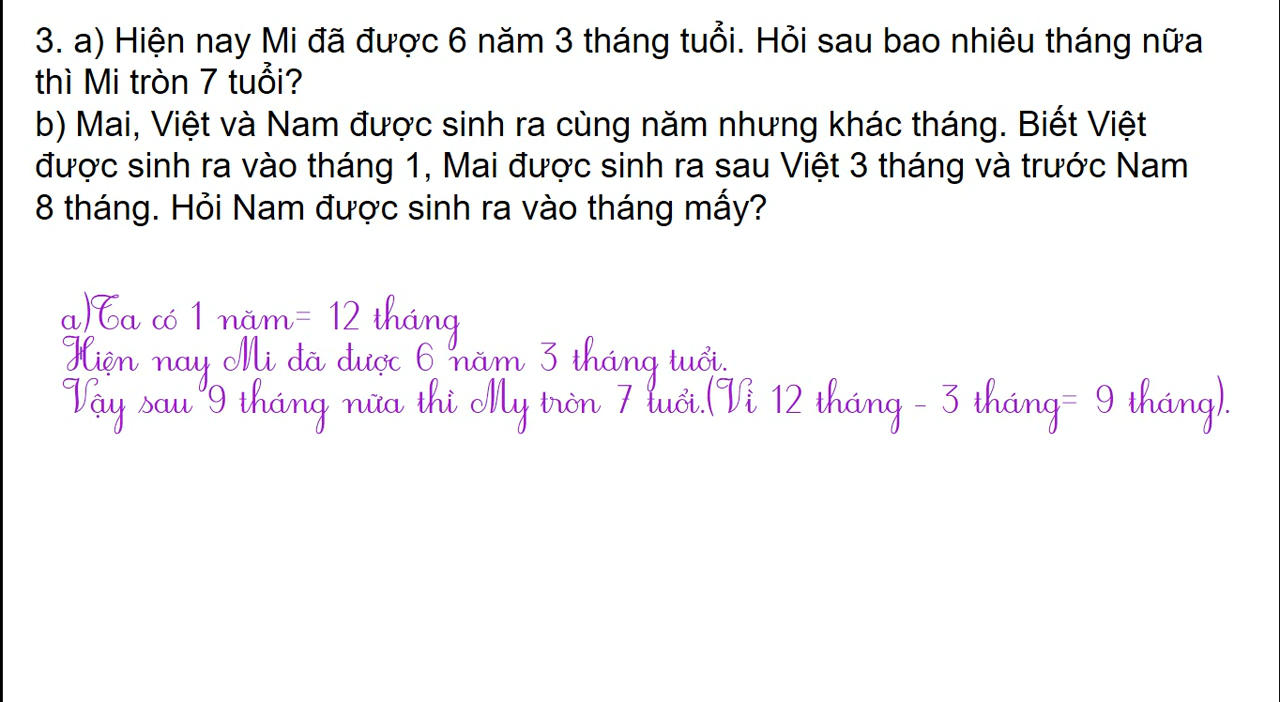 3. a) Hiện nay Mi đã được 6 năm 3 tháng tuổi. Hỏi sau bao nhiêu tháng nữa
thì Mi tròn 7 tuổi?
b) Mai, Việt và Nam được sinh ra cùng năm nhưng khác tháng. Biết Việt
được sinh ra vào tháng 1, Mai được sinh ra sau Việt 3 tháng và trước Nam
8 tháng. Hỏi Nam được sinh ra vào tháng mấy?
a)Ta có 1 năm= 12 tháng
Hiện nay Mi đã được 6 năm 3 tháng tuổi.
Vậy sau 9 tháng nữa thì My tròn 7 tuổi.(Vì 12 tháng - 3 tháng= 9 tháng).